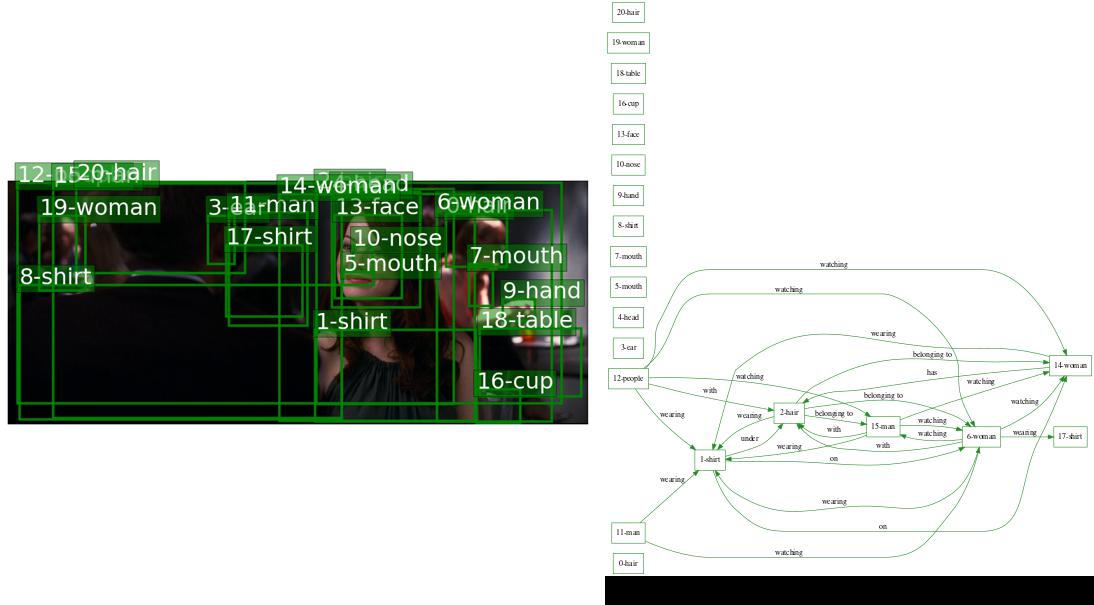 20-hair
12-
19-woman
3-ear
11-man
17-shirt
14-woman
13-face
6-woman
10-nose
5-mouth
7-mouth
9-hand
8-shirt
1-shirt
18-table
16-cup
20-hair
19-woman
18-table
16-cup
13-face
10-nose
9-hand
8-shirt
7-mouth
5-mouth
4-head
3-ear
12-people
11-man
0-hair
watching
watching
wearing
belonging to
has
watching
watching
with
wearing
wearing
2-hair
belonging to
belonging to
with
under
wearing
15-man
watching
watching
with
6-woman
watching
wearing
14-woman
17-shirt
1-shirt
on
wearing
wearing
on
watching